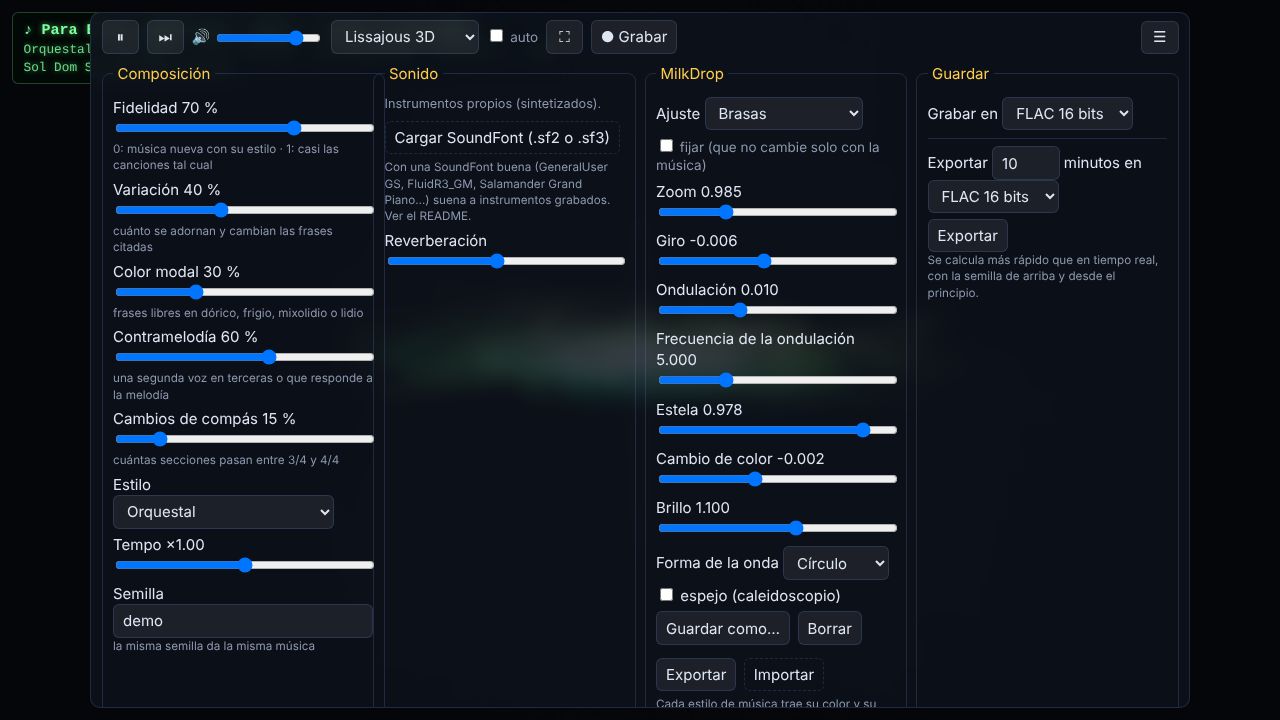 ♪ Para
Orquestal
Sol Dom
Lissajous 3D
auto
Grabar
Composición
Fidelidad 70 %
0: música nueva con su estilo · 1: casi las
canciones tal cual
Variación 40 %
cuánto se adornan y cambian las frases
citadas
Color modal 30 %
frases libres en dórico, frigio, mixolidio o lidio
Contramelodía 60 %
una segunda voz en terceras o que responde a
la melodía
Cambios de compás 15 %
cuántas secciones pasan entre 3/4 y 4/4
Estilo
Orquestal
Tempo ×1.00
Semilla
demo
la misma semilla da la misma música
Sonido
Instrumentos propios (sintetizados).
Cargar SoundFont (.sf2 o .sf3)
Con una SoundFont buena (GeneralUser
GS, FluidR3_GM, Salamander Grand
Piano...) suena a instrumentos grabados.
Ver el README.
Reverberación
MilkDrop
Ajuste Brasas
fijar (que no cambie solo con la
música)
Zoom 0.985
Giro -0.006
Ondulación 0.010
Frecuencia de la ondulación
5.000
Estela 0.978
Cambio de color -0.002
Brillo 1.100
Forma de la onda Círculo
espejo (caleidoscopio)
Guardar como... Borrar
Exportar Importar
Cada estilo de música trae su color y su
Guardar
Grabar en FLAC 16 bits
Exportar 10 minutos en
FLAC 16 bits
Exportar
Se calcula más rápido que en tiempo real,
con la semilla de arriba y desde el
principio.